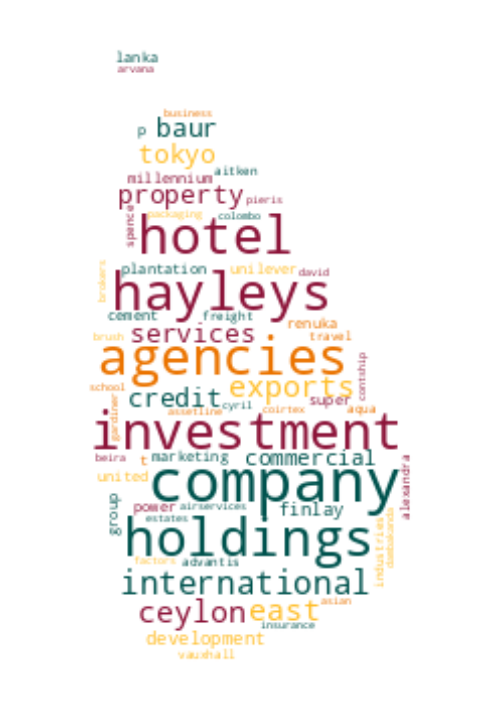 lanka
arvana
business
p baur
tokyo
aitken
millennium
property pieris
packaging colombo
spence
hotel
plantation unilever david
brokers
hayleys
cement freight
renuka
services
brush travel
agencies
contship
school
exports
credit cyril super
gardiner
assetline coirtex aqua
investment
beira t marketing commercial
alexandra
united
company
group
power airservices finlay
estates
holdings
industries
dambakanda
factors advantis
international
asian
ceylon east
insurance
development
vauxhall